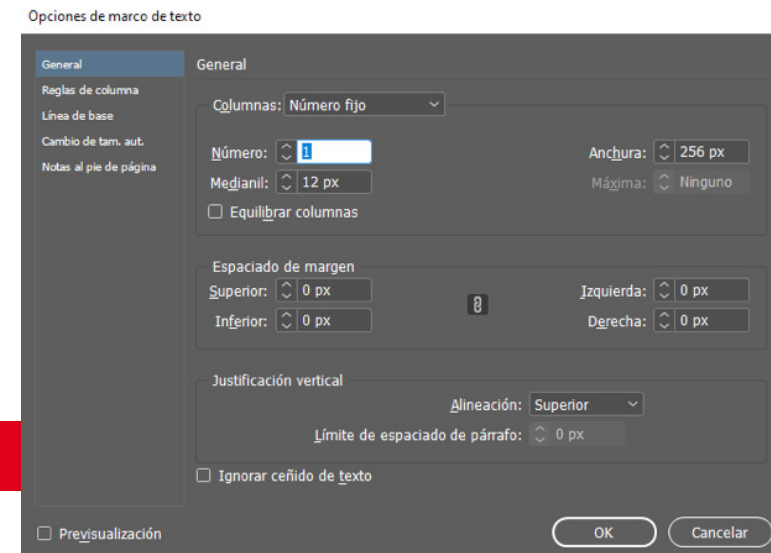 Opciones de marco de texto
General
Reglas de columna
Línea de base
Cambio de tam. aut.
Notas al pie de página
General
Columnas: Número fijo
Número: 1
Anchura: 256 px
Medianil: 12 px
Máxima: Ninguno
Equilibrar columnas
Espaciado de margen
Superior: 0 px
Izquierda: 0 px
Inferior: 0 px
Derecha: 0 px
Justificación vertical
Alineación: Superior
Límite de espaciado de párrafo: 0 px
Ignorar ceñido de texto
Previsualización
OK
Cancelar